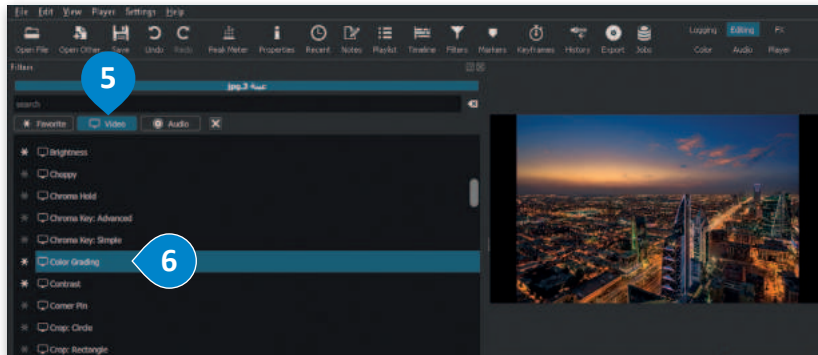 File Edit View Player Settings Help
Open File Open Other Save Undo Redo Peak Meter Properties Recent Notes Playlist Timeline Filters Markers Keyframes History Export Jobs
Logging Editing FX
Color Audio Player
Filters
5
عينة 3.jpg
search
Favorite Video Audio
Brightness
Choppy
Chroma Hold
Chroma Key: Advanced
Chroma Key: Simple
Color Grading
6
Contrast
Corner Pin
Crop: Circle
Crop: Rectangle